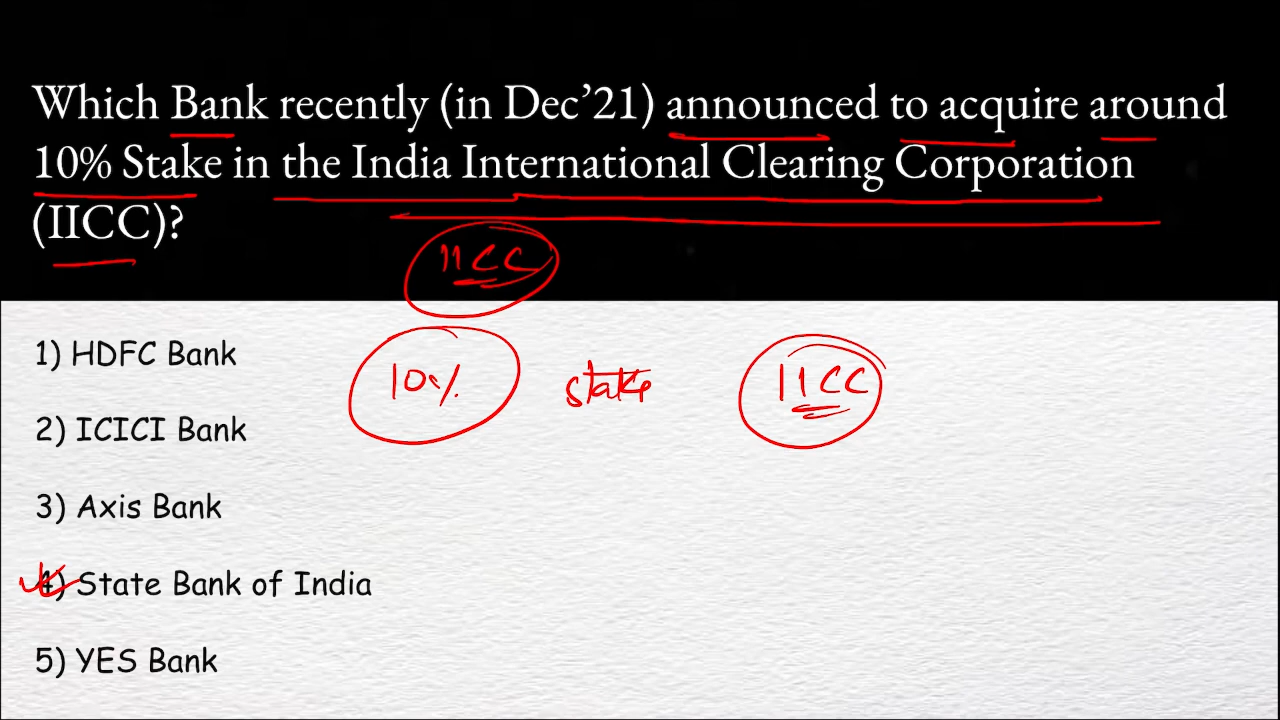 Which Bank recently (in Dec’21) announced to acquire around
10% Stake in the India International Clearing Corporation
(IICC)?
IICC
1) HDFC Bank
10% stake IICC
2) ICICI Bank
3) Axis Bank
4) State Bank of India
5) YES Bank